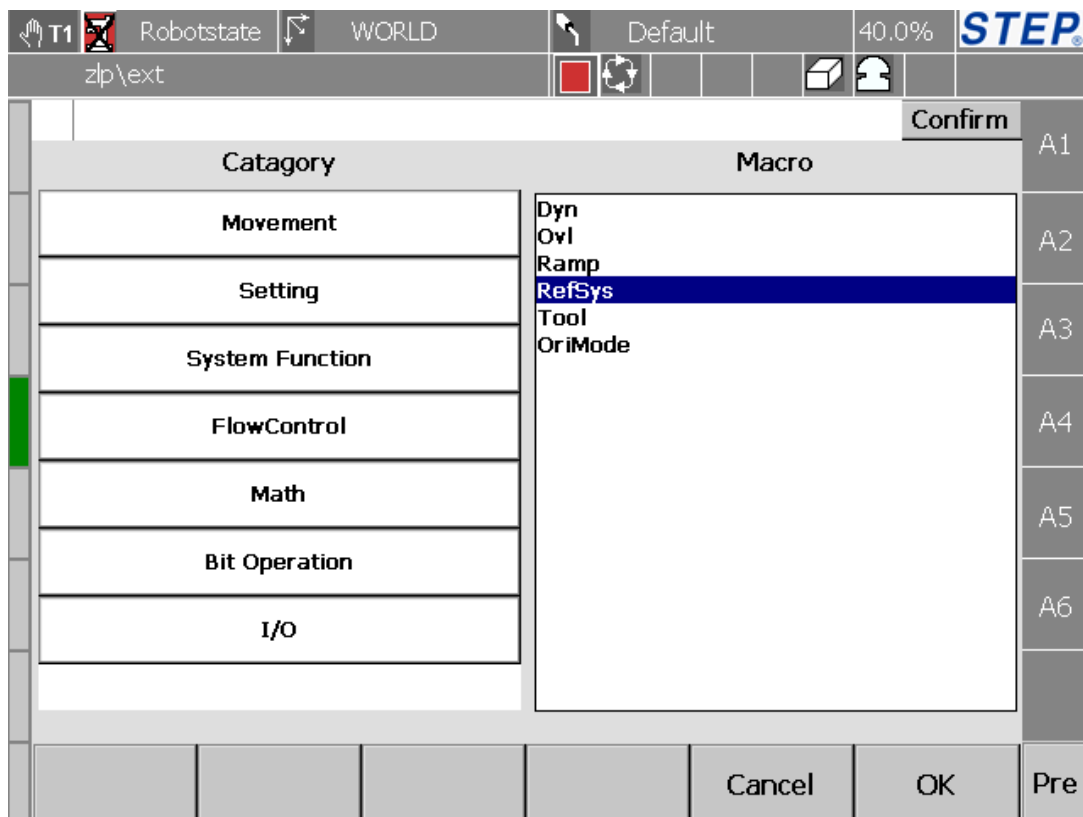 T1 Robotstate WORLD Default 40.0% STEP®
zlp\ext
Confirm
Catagory Macro
Movement
Setting
System Function
FlowControl
Math
Bit Operation
I/O
Dyn
Ovl
Ramp
RefSys
Tool
OriMode
A1
A2
A3
A4
A5
A6
Cancel OK Pre